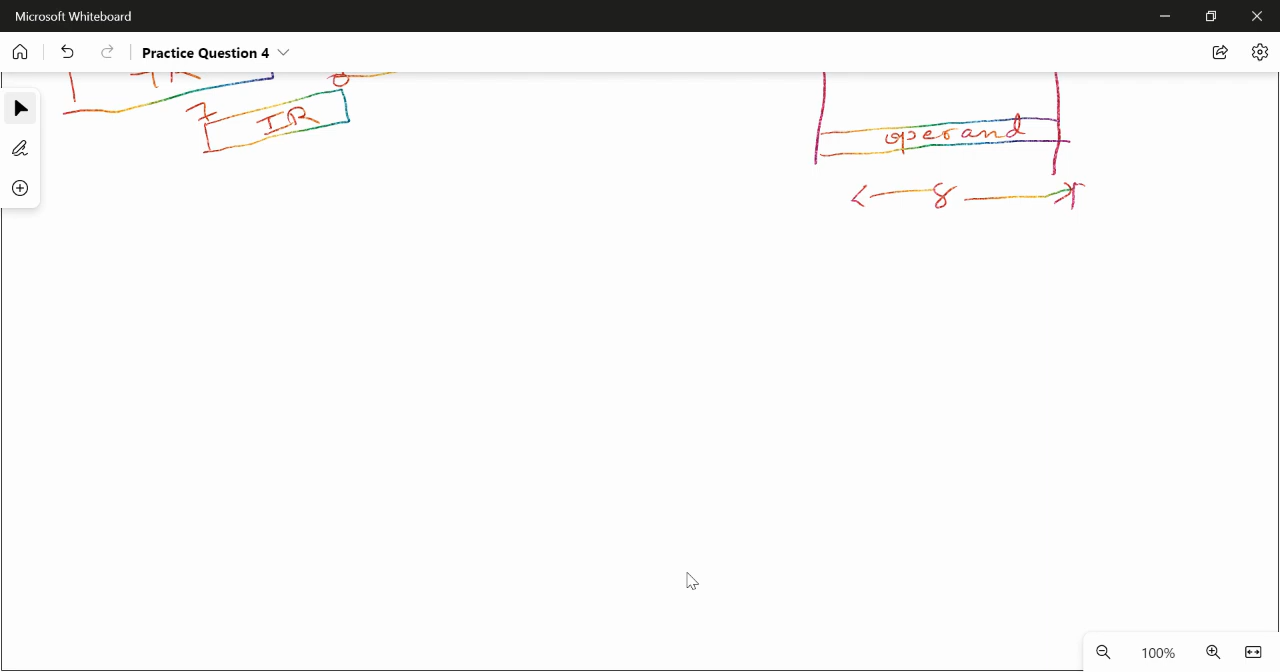 Microsoft Whiteboard
Practice Question 4
7
IR
operand
8
100%